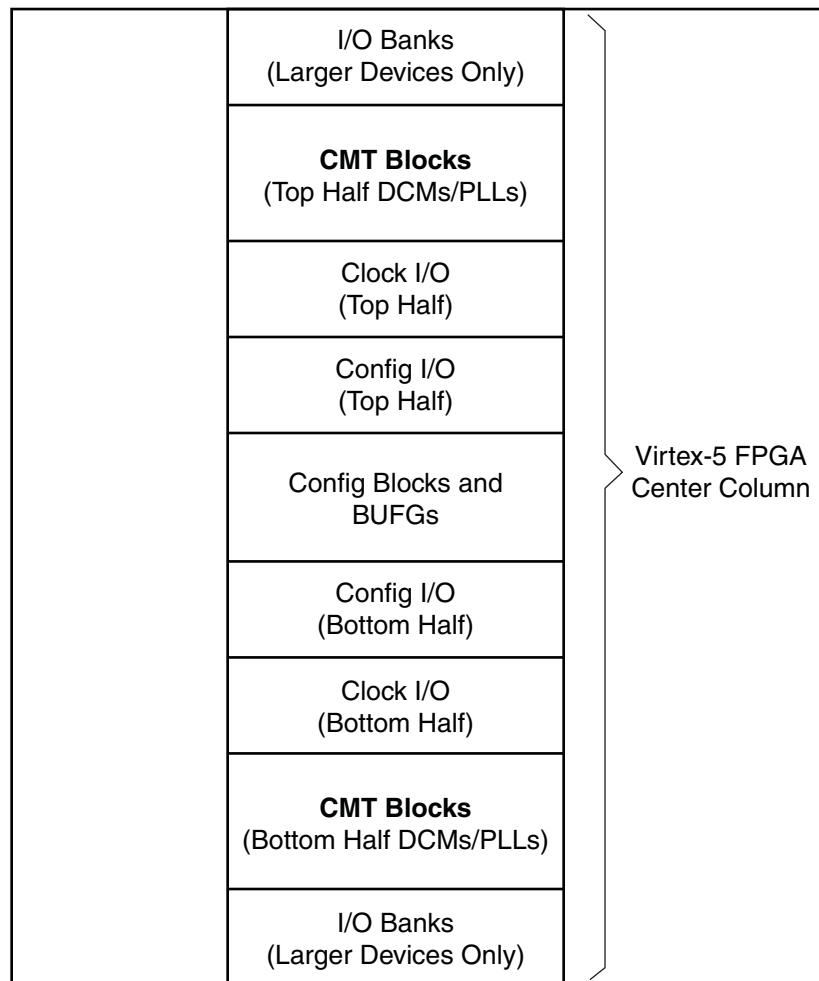 I/O Banks
(Larger Devices Only)
CMT Blocks
(Top Half DCMs/PLLs)
Clock I/O
(Top Half)
Config I/O
(Top Half)
Config Blocks and
BUFGs
Config I/O
(Bottom Half)
Clock I/O
(Bottom Half)
CMT Blocks
(Bottom Half DCMs/PLLs)
I/O Banks
(Larger Devices Only)
Virtex-5 FPGA
Center Column